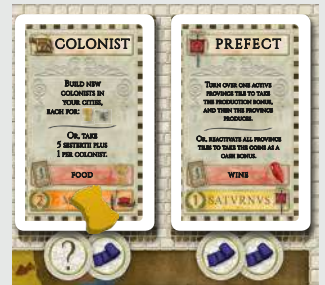 COLONIST
BUILD NEW
COLONISTS IN
YOUR CITIES,
EACH FOR:
OR, TAKE
5 SESTERTII PLUS
1 PER COLONIST.
FOOD
2
?
PREFECT
TURN OVER ONE ACTIVE
PROVINCE TILE TO TAKE
THE PRODUCTION BONUS,
AND THEN THE PROVINCE
PRODUCES.
OR, REACTIVATE ALL PROVINCE
TILES TO TAKE THE COINS AS A
CASH BONUS.
WINE
1 SATVRNVS